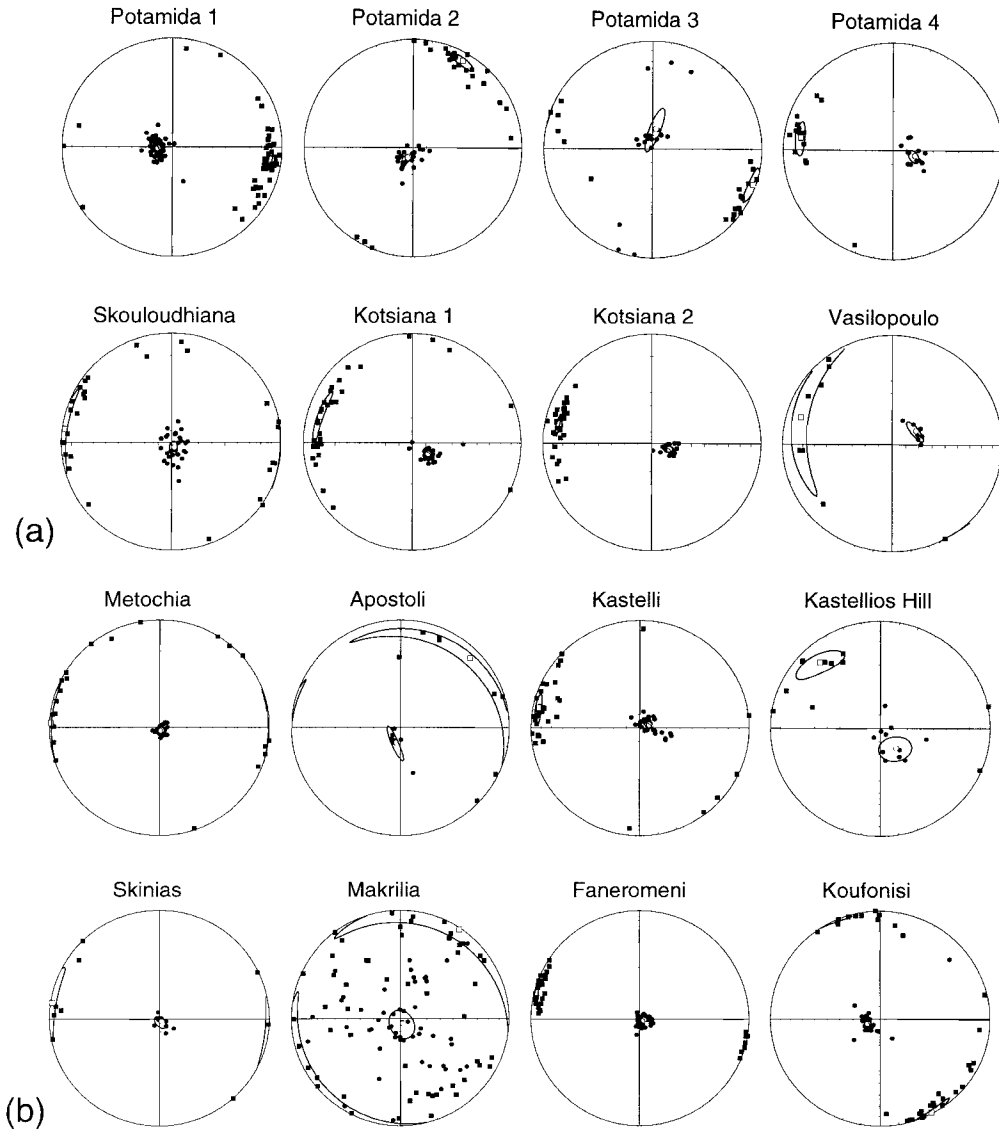 Potamida 1 Potamida 2 Potamida 3 Potamida 4
Skouloudhiana Kotsiana 1 Kotsiana 2 Vasilopoulo
(a)
Metochia Apostoli Kastelli Kastellios Hill
Skinias Makrilia Faneromeni Koufonisi
(b)